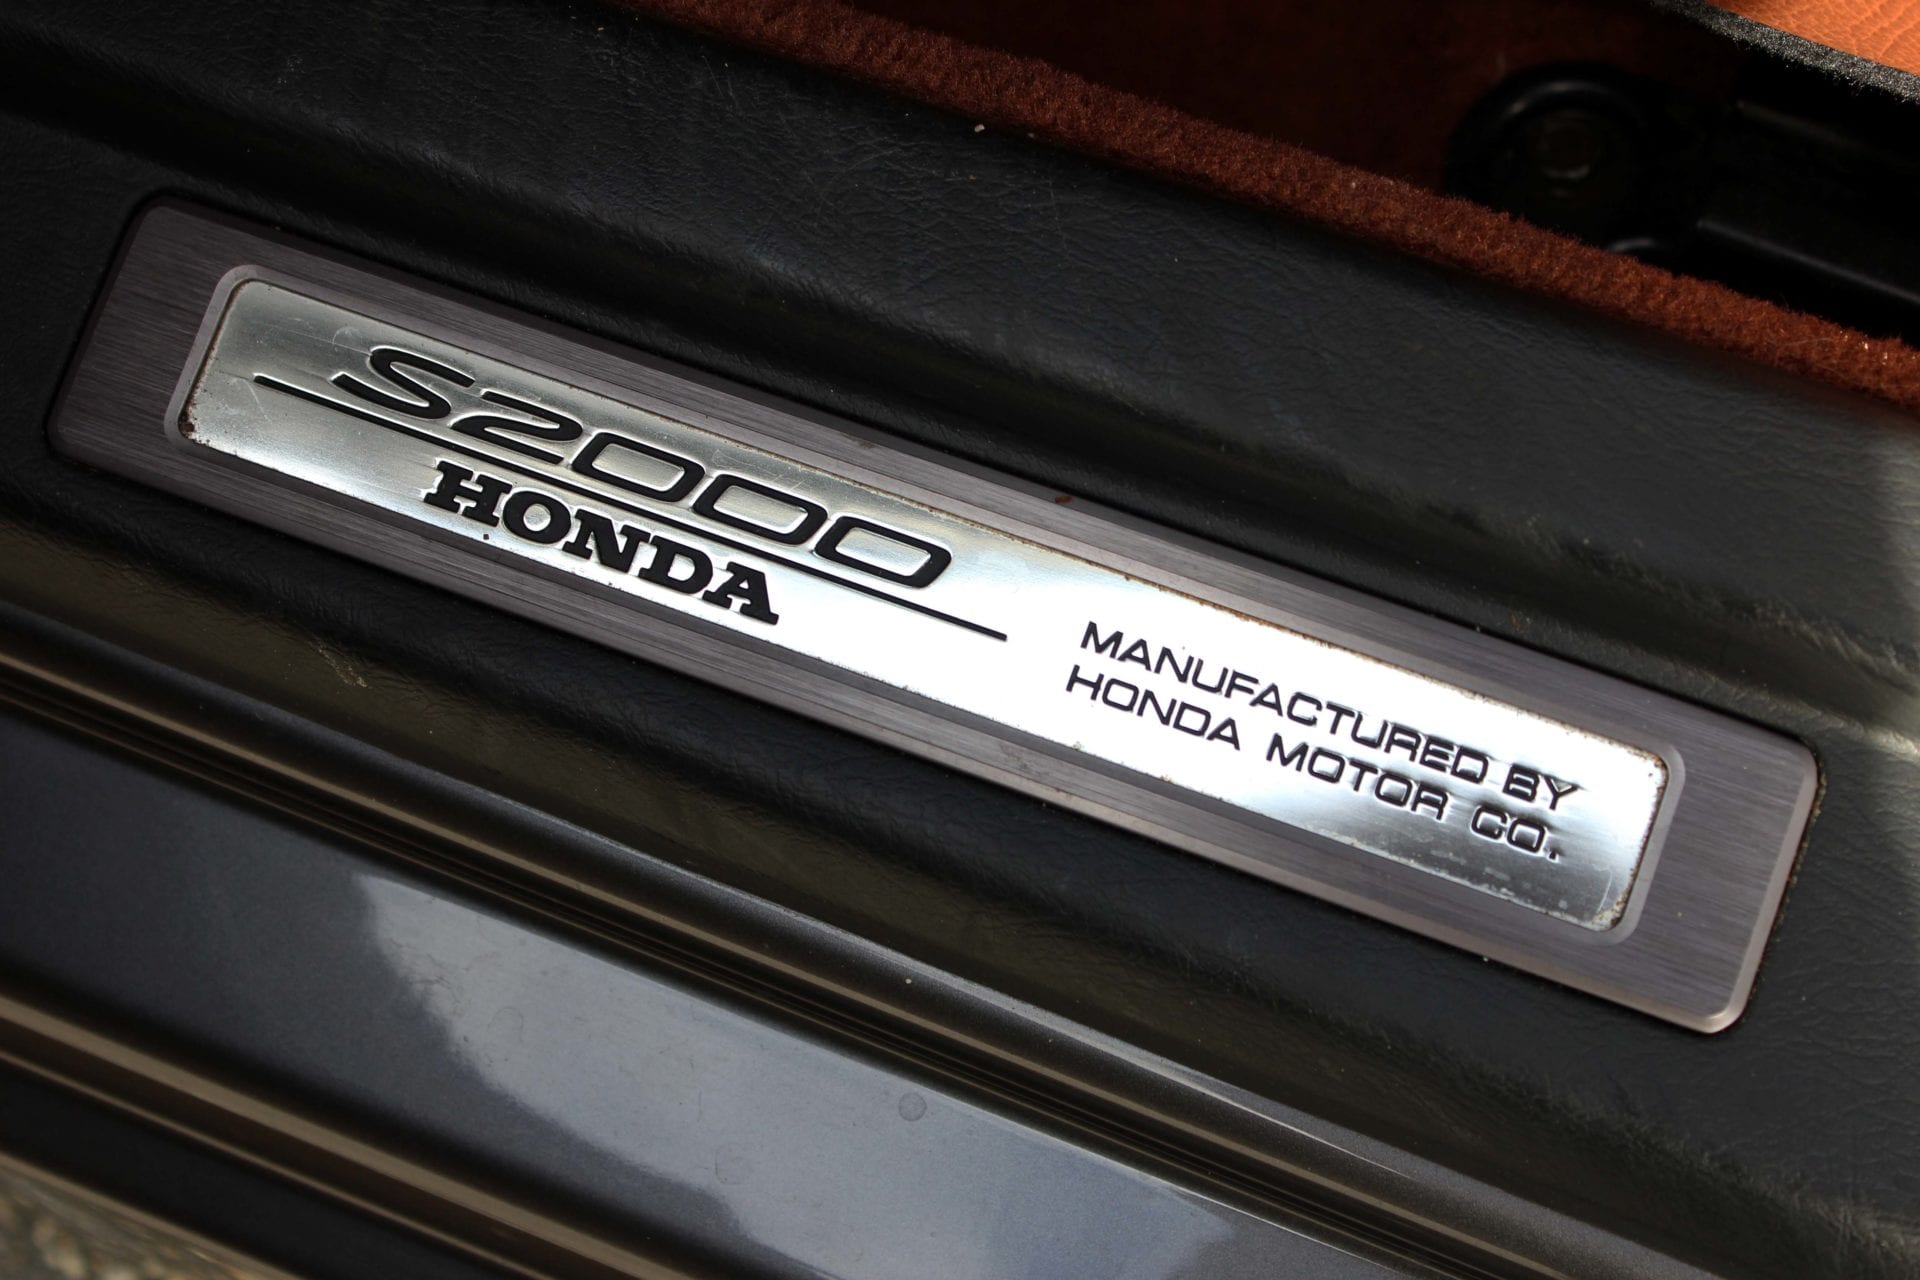 S2000
HONDA
MANUFACTURED BY
HONDA MOTOR CO.